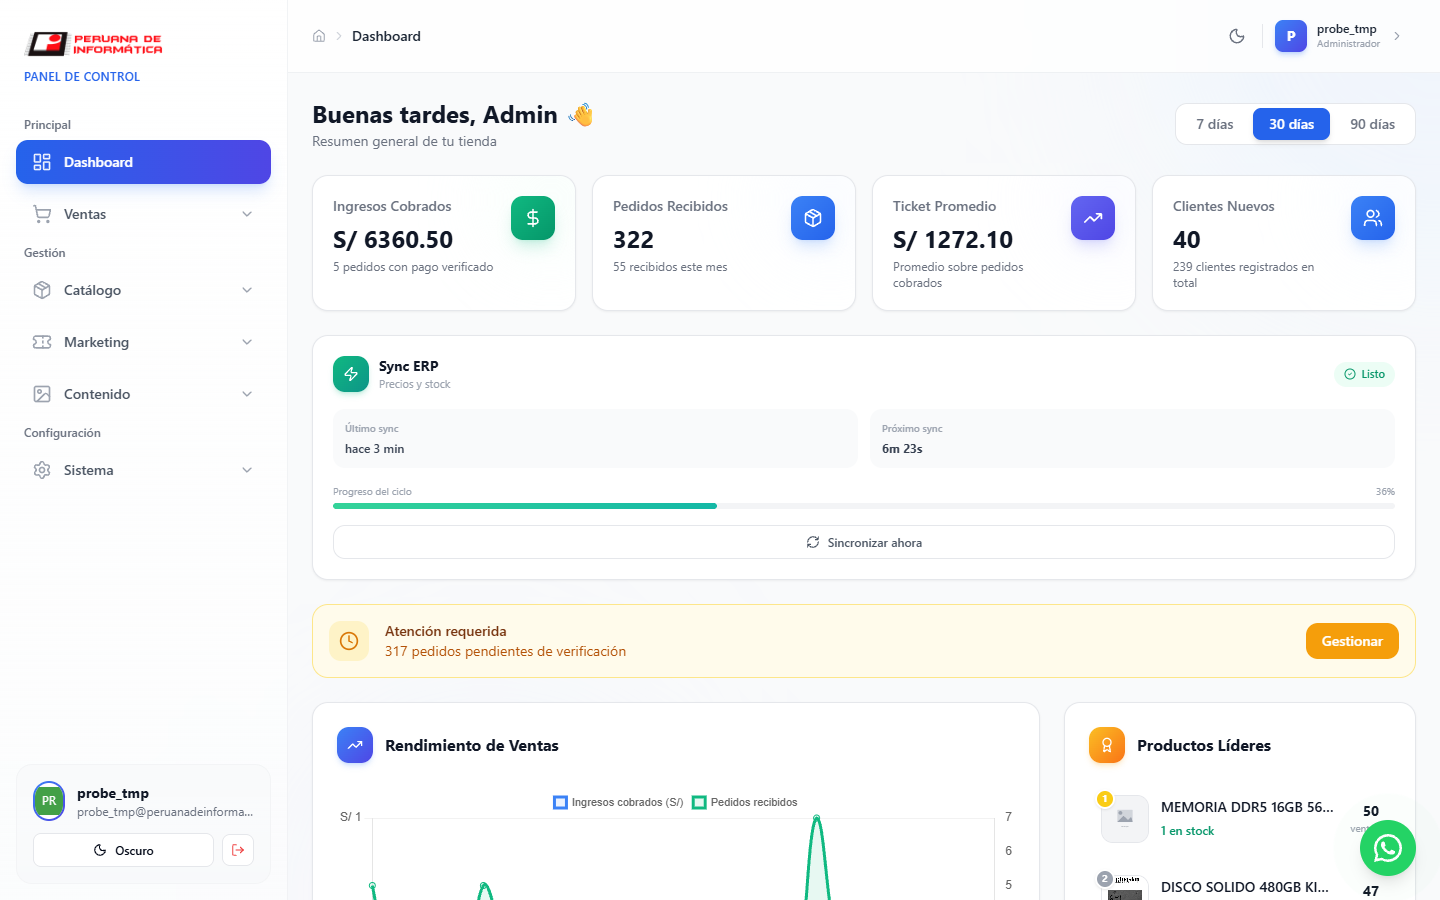 PERUANA DE
INFORMÁTICA
PANEL DE CONTROL
Principal
Dashboard
Ventas
Gestión
Catálogo
Marketing
Contenido
Configuración
Sistema
PR
probe_tmp
probe_tmp@peruanadeinforma...
Oscuro
Dashboard
P
probe_tmp
Administrador
Buenas tardes, Admin
Resumen general de tu tienda
7 días
30 días
90 días
Ingresos Cobrados
S/ 6360.50
5 pedidos con pago verificado
Pedidos Recibidos
322
55 recibidos este mes
Ticket Promedio
S/ 1272.10
Promedio sobre pedidos
cobrados
Clientes Nuevos
40
239 clientes registrados en
total
Sync ERP
Precios y stock
Listo
Último sync
hace 3 min
Próximo sync
6m 23s
Progreso del ciclo
36%
Sincronizar ahora
Atención requerida
317 pedidos pendientes de verificación
Gestionar
Rendimiento de Ventas
Ingresos cobrados (S/)
Pedidos recibidos
S/ 1
7
6
5
Productos Líderes
1
MEMORIA DDR5 16GB 56...
1 en stock
50
2
DISCO SOLIDO 480GB KI...
47